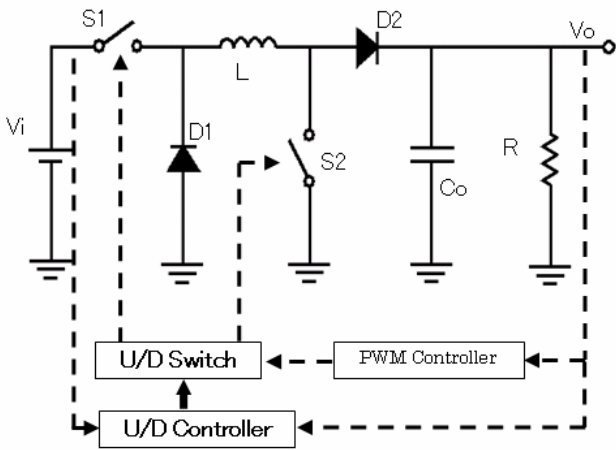 S1
D2
Vo
L
Vi
D1
S2
Co
R
U/D Switch
PWM Controller
U/D Controller